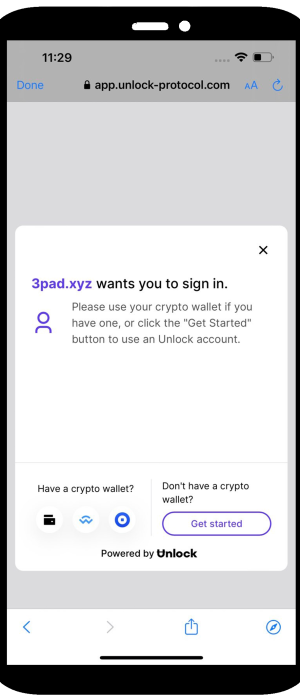 11:29
Done
app.unlock-protocol.com
AA
3pad.xyz wants you to sign in.
Please use your crypto wallet if you
have one, or click the "Get Started"
button to use an Unlock account.
Have a crypto wallet?
Don't have a crypto
wallet?
Get started
Powered by Unlock